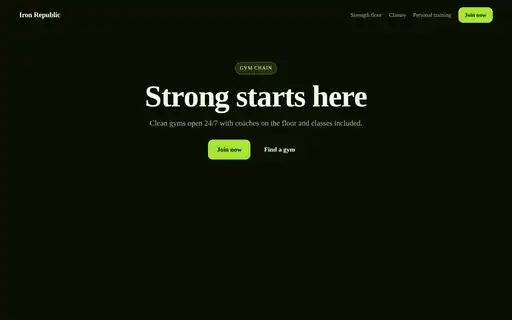 Iron Republic
Strength floor Classes Personal training Join now
GYM CHAIN
Strong starts here
Clean gyms open 24/7 with coaches on the floor and classes included.
Join now Find a gym